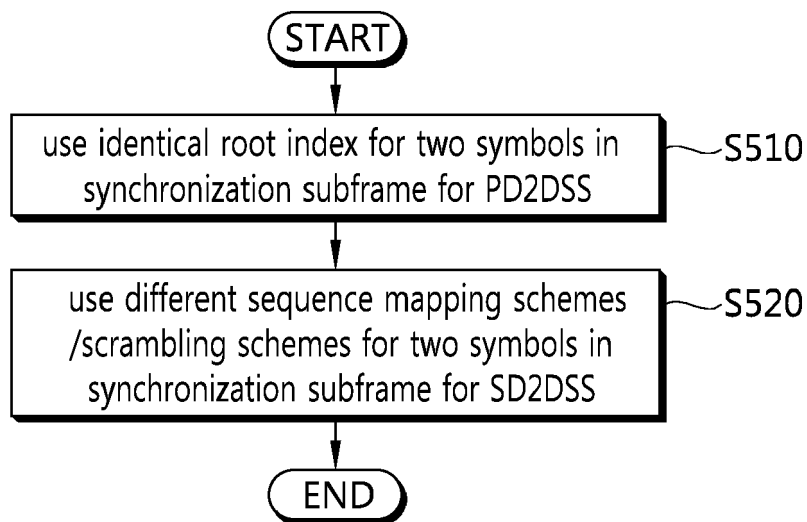 START
use identical root index for two symbols in
synchronization subframe for PD2DSS
S510
use different sequence mapping schemes
/scrambling schemes for two symbols in
synchronization subframe for SD2DSS
S520
END